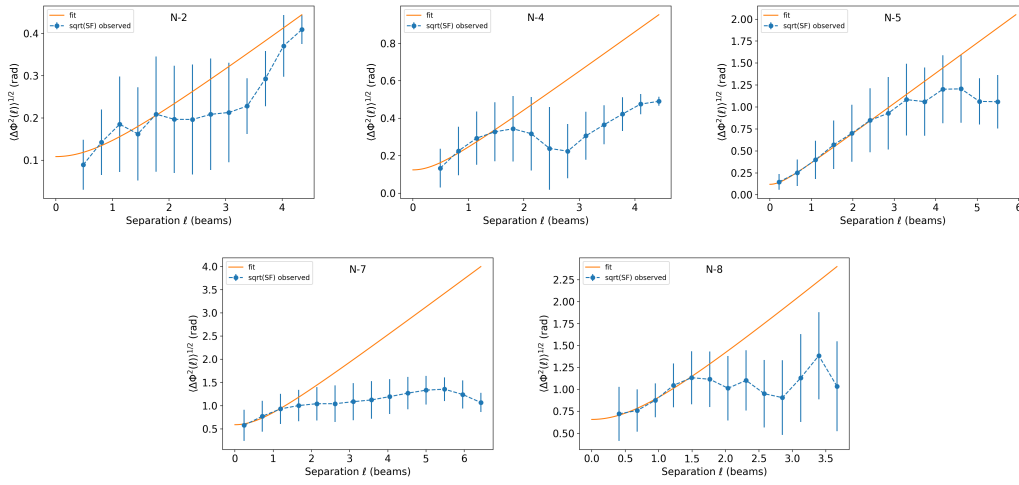 N-2
fit
sqrt(SF) observed
⟨ΔΦ²(ℓ)⟩¹/² (rad)
0.4
0.3
0.2
0.1
0 1 2 3 4
Separation ℓ (beams)
N-4
fit
sqrt(SF) observed
⟨ΔΦ²(ℓ)⟩¹/² (rad)
0.8
0.6
0.4
0.2
0.0
0 1 2 3 4
Separation ℓ (beams)
N-5
fit
sqrt(SF) observed
⟨ΔΦ²(ℓ)⟩¹/² (rad)
2.00
1.75
1.50
1.25
1.00
0.75
0.50
0.25
0.00
0 1 2 3 4 5 6
Separation ℓ (beams)
N-7
fit
sqrt(SF) observed
⟨ΔΦ²(ℓ)⟩¹/² (rad)
4.0
3.5
3.0
2.5
2.0
1.5
1.0
0.5
0 1 2 3 4 5 6
Separation ℓ (beams)
N-8
fit
sqrt(SF) observed
⟨ΔΦ²(ℓ)⟩¹/² (rad)
2.50
2.25
2.00
1.75
1.50
1.25
1.00
0.75
0.50
0.0 0.5 1.0 1.5 2.0 2.5 3.0 3.5
Separation ℓ (beams)